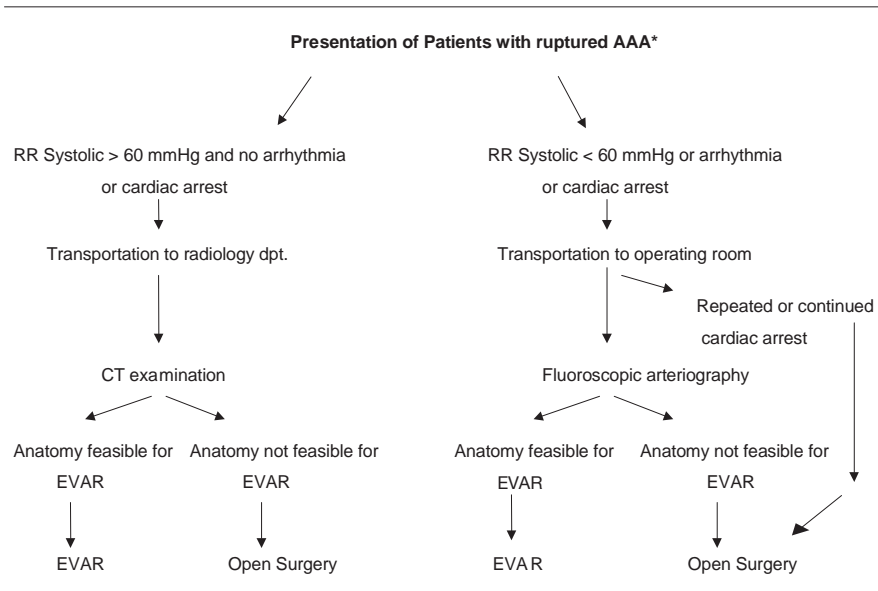 Presentation of Patients with ruptured AAA*
RR Systolic > 60 mmHg and no arrhythmia
or cardiac arrest
Transportation to radiology dpt.
CT examination
Anatomy feasible for
EVAR
EVAR
Anatomy not feasible for
EVAR
Open Surgery
RR Systolic < 60 mmHg or arrhythmia
or cardiac arrest
Transportation to operating room
Repeated or continued
cardiac arrest
Fluoroscopic arteriography
Anatomy feasible for
EVAR
EVAR
Anatomy not feasible for
EVAR
Open Surgery